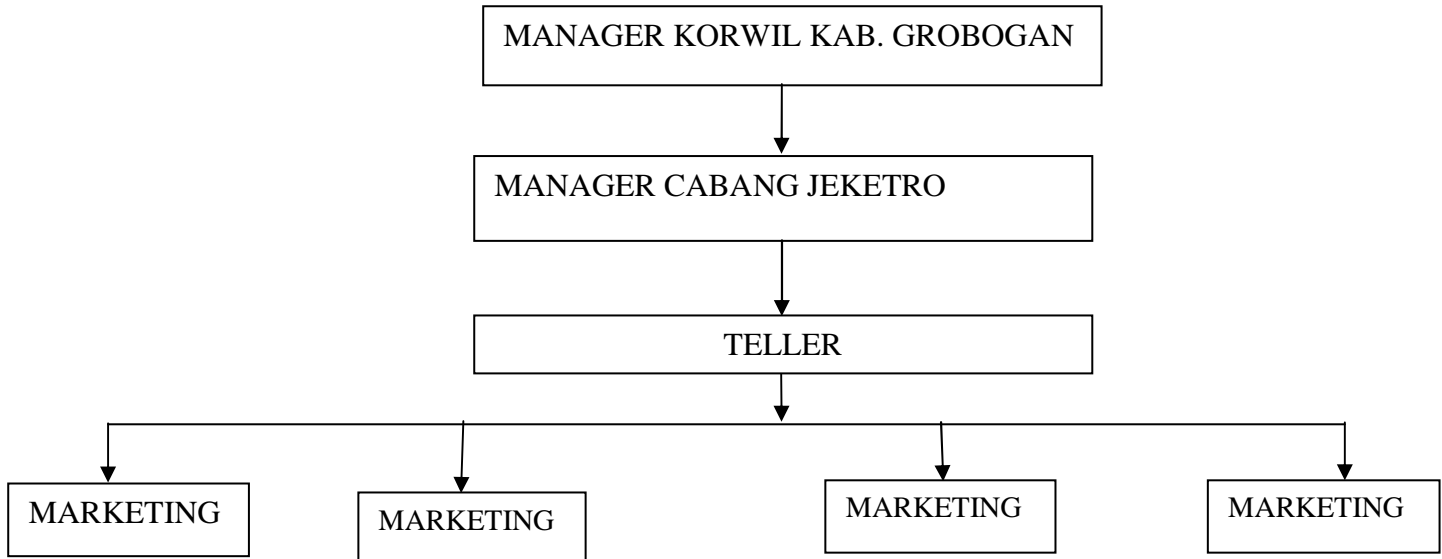 MANAGER KORWIL KAB. GROBOGAN
MANAGER CABANG JEKETRO
TELLER
MARKETING
MARKETING
MARKETING
MARKETING